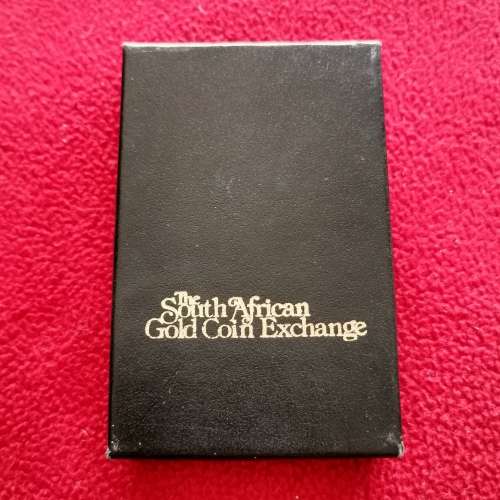 The
South African
Gold Coin Exchange